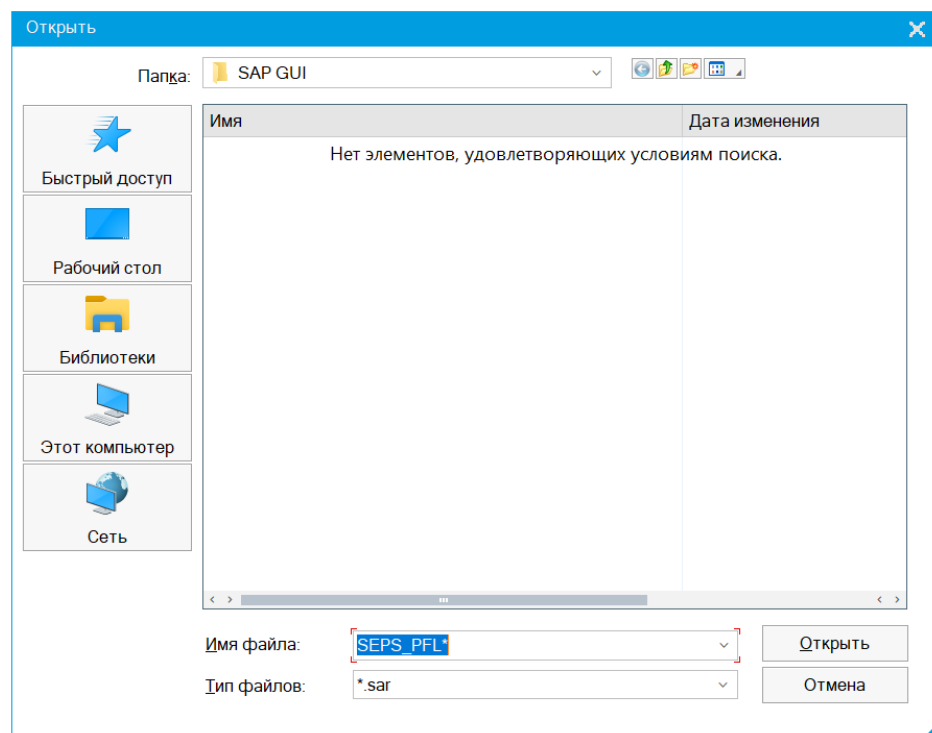 Открыть
Папка: SAP GUI
Имя Дата изменения
Нет элементов, удовлетворяющих условиям поиска.
Быстрый доступ
Рабочий стол
Библиотеки
Этот компьютер
Сеть
Имя файла: SEPS_PFL* Открыть
Тип файлов: *.sar Отмена